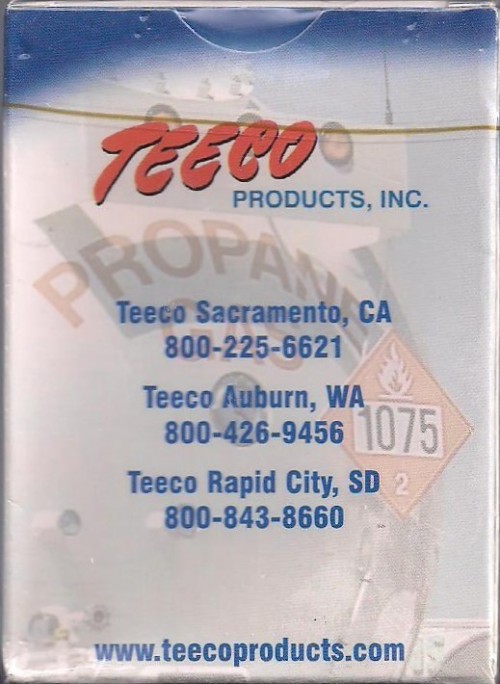 TEECO
PRODUCTS, INC.
PROPANE
GAS
Teeco Sacramento, CA
800-225-6621
Teeco Auburn, WA
800-426-9456
1075
Teeco Rapid City, SD
2
800-843-8660
www.teecoproducts.com